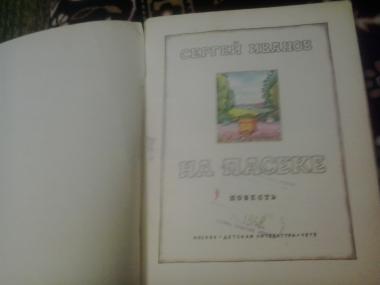 СЕРГЕЙ ИВАНОВ
НА ПАСЕКЕ
ПОВЕСТЬ
МОСКВА • ДЕТСКАЯ ЛИТЕРАТУРА •